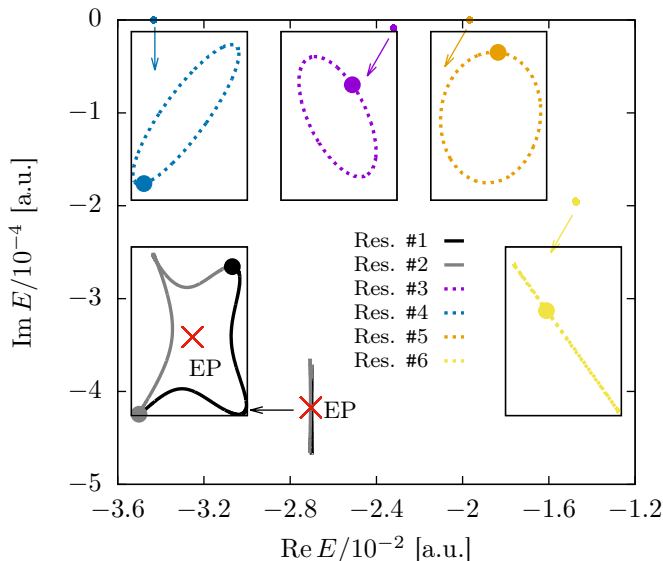 0
−1
−2
−3
−4
−5
Im E/10⁻⁴ [a.u.]
Res. #1
Res. #2
Res. #3
Res. #4
Res. #5
Res. #6
EP
EP
−3.6 −3.2 −2.8 −2.4 −2 −1.6 −1.2
Re E/10⁻² [a.u.]